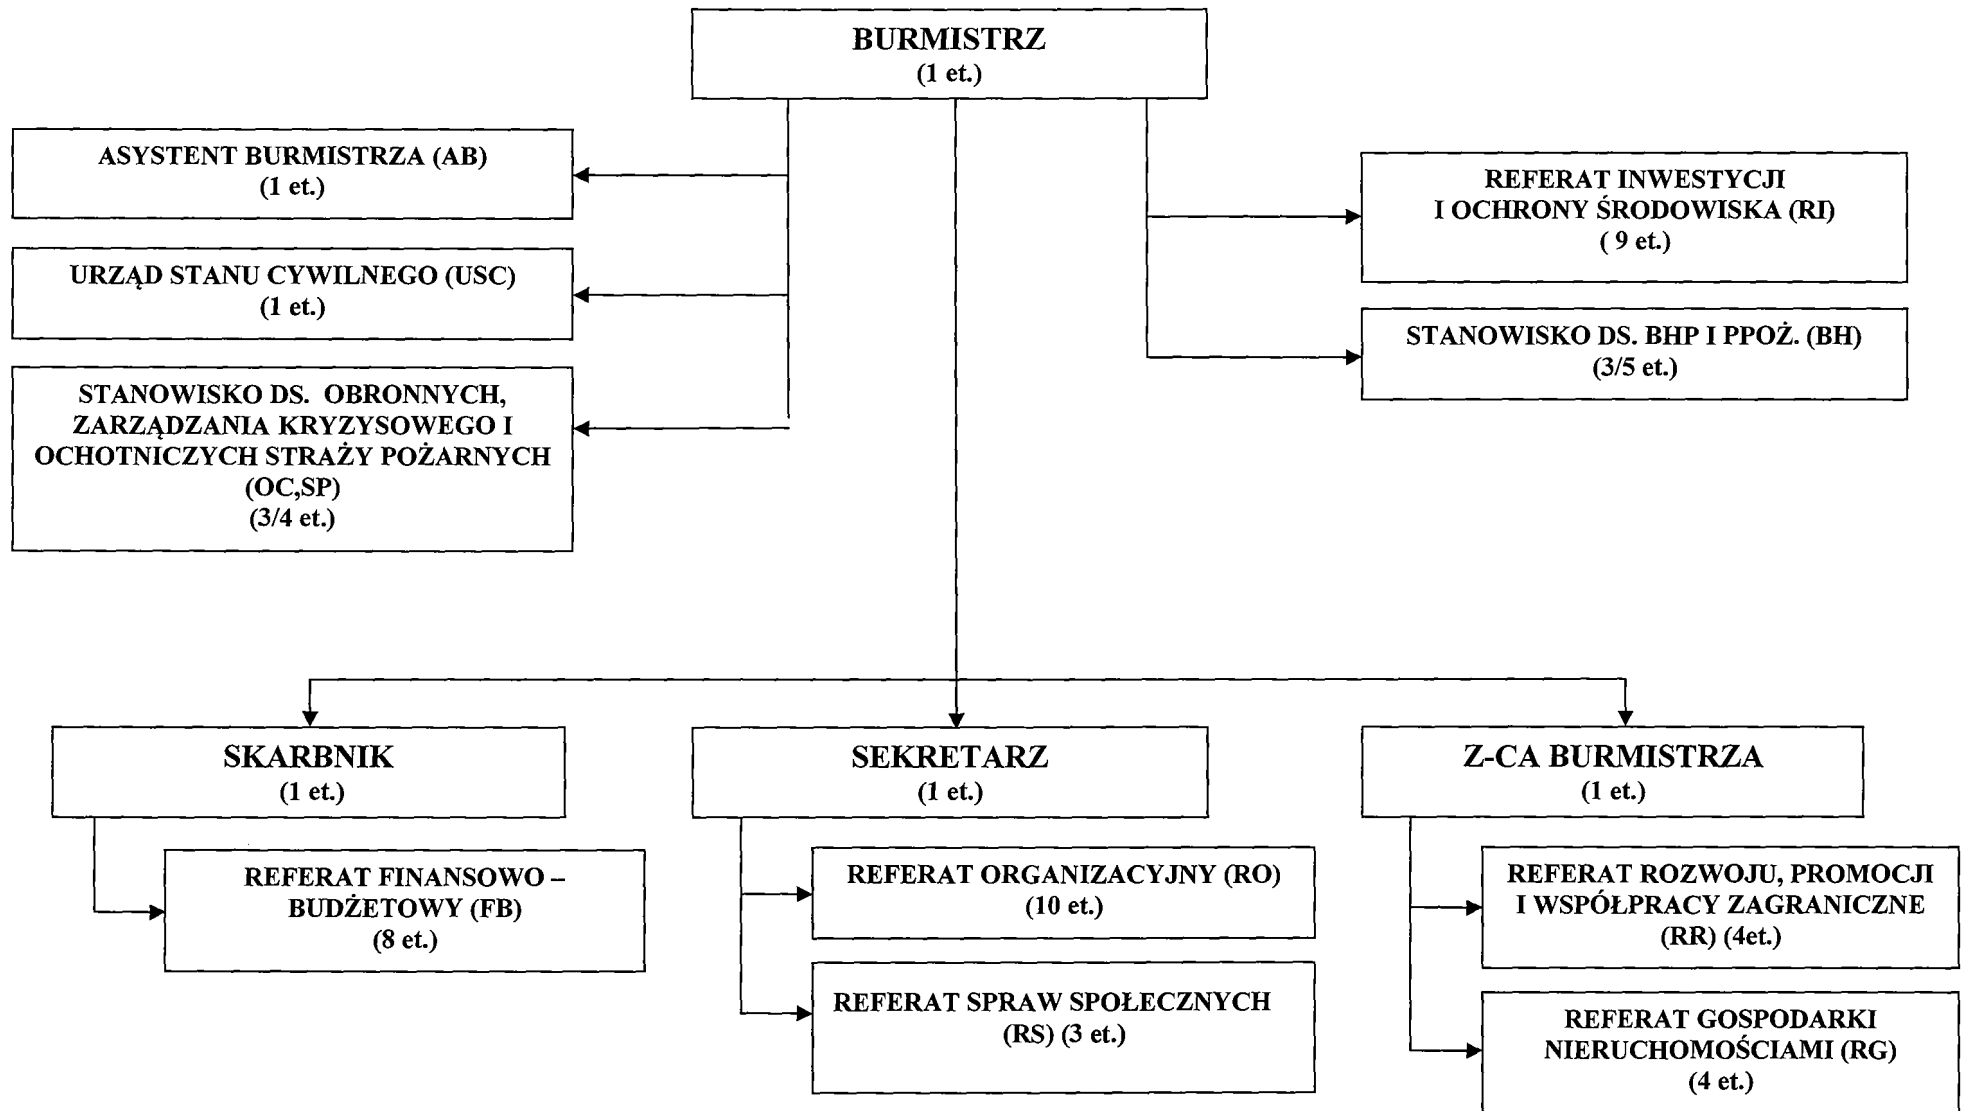 BURMISTRZ
(1 et.)
ASYSTENT BURMISTRZA (AB)
(1 et.)
URZĄD STANU CYWILNEGO (USC)
(1 et.)
STANOWISKO DS. OBRONNYCH,
ZARZĄDZANIA KRYZYSOWEGO I
OCHOTNICZYCH STRAŻY POŻARNYCH
(OC,SP)
(3/4 et.)
REFERAT INWESTYCJI
I OCHRONY ŚRODOWISKA (RI)
( 9 et.)
STANOWISKO DS. BHP I PPOŻ. (BH)
(3/5 et.)
SKARBNIK
(1 et.)
REFERAT FINANSOWO –
BUDŻETOWY (FB)
(8 et.)
SEKRETARZ
(1 et.)
REFERAT ORGANIZACYJNY (RO)
(10 et.)
REFERAT SPRAW SPOŁECZNYCH
(RS) (3 et.)
Z-CA BURMISTRZA
(1 et.)
REFERAT ROZWOJU, PROMOCJI
I WSPÓŁPRACY ZAGRANICZNE
(RR) (4et.)
REFERAT GOSPODARKI
NIERUCHOMOŚCIAMI (RG)
(4 et.)